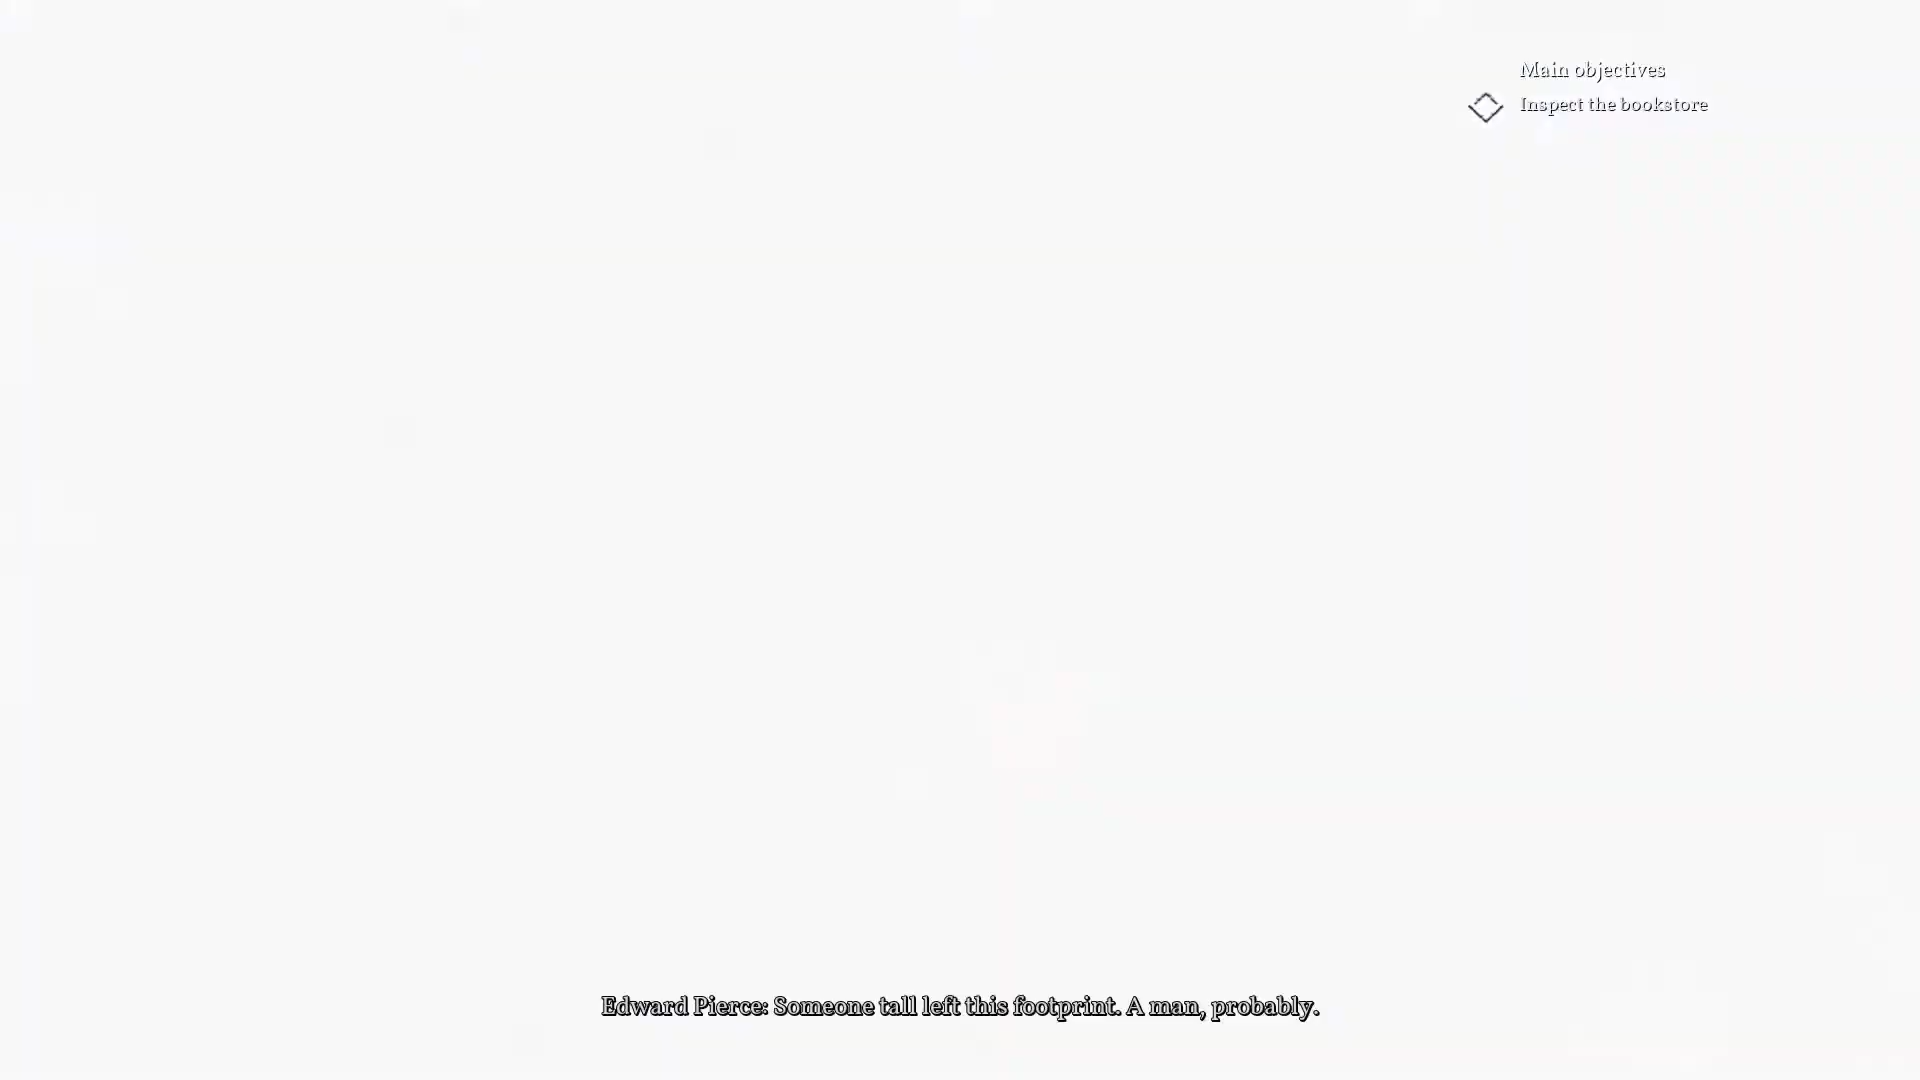 Main objectives
Inspect the bookstore
Edward Pierce: Someone tall left this footprint. A man, probably.